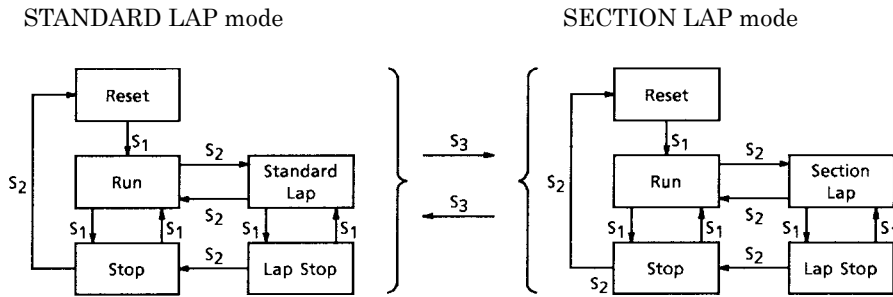 STANDARD LAP mode
SECTION LAP mode
Reset
S1
Run
S2
Standard
Lap
S2
S2
S1
S1
S1
S1
Stop
S2
Lap Stop
S3
S3
Reset
S1
Run
S2
Section
Lap
S2
S2
S1
S1
S1
S1
Stop
S2
Lap Stop
S2